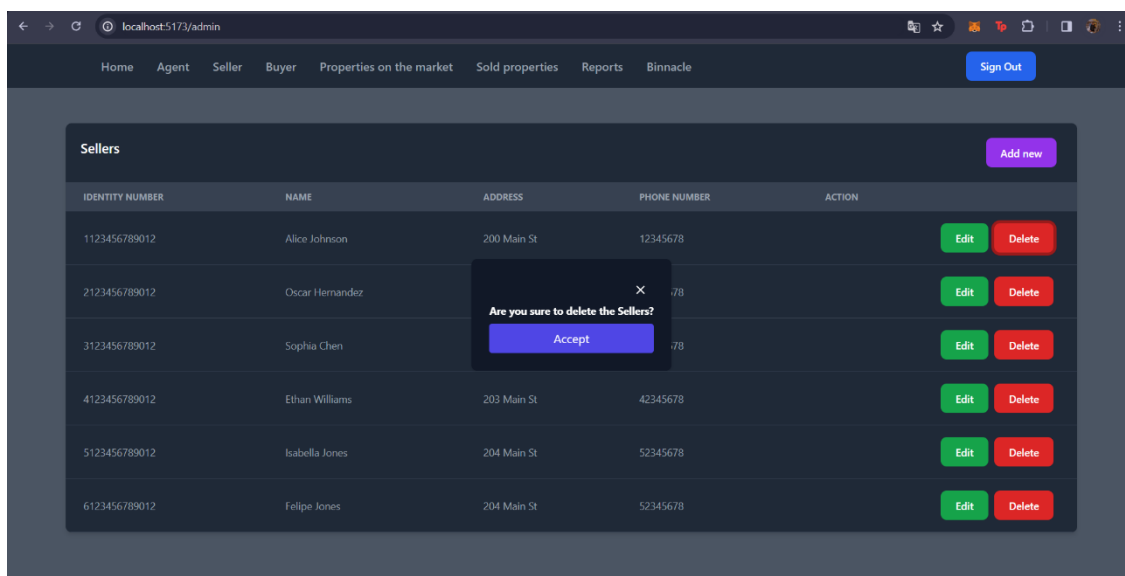 localhost:5173/admin
Tp
Home Agent Seller Buyer Properties on the market Sold properties Reports Binnacle Sign Out
Sellers Add new
IDENTITY NUMBER NAME ADDRESS PHONE NUMBER ACTION
1123456789012 Alice Johnson 200 Main St 12345678 Edit Delete
2123456789012 Oscar Hernandez 78 Edit Delete
Are you sure to delete the Sellers?
Accept
3123456789012 Sophia Chen 78 Edit Delete
4123456789012 Ethan Williams 203 Main St 42345678 Edit Delete
5123456789012 Isabella Jones 204 Main St 52345678 Edit Delete
6123456789012 Felipe Jones 204 Main St 52345678 Edit Delete